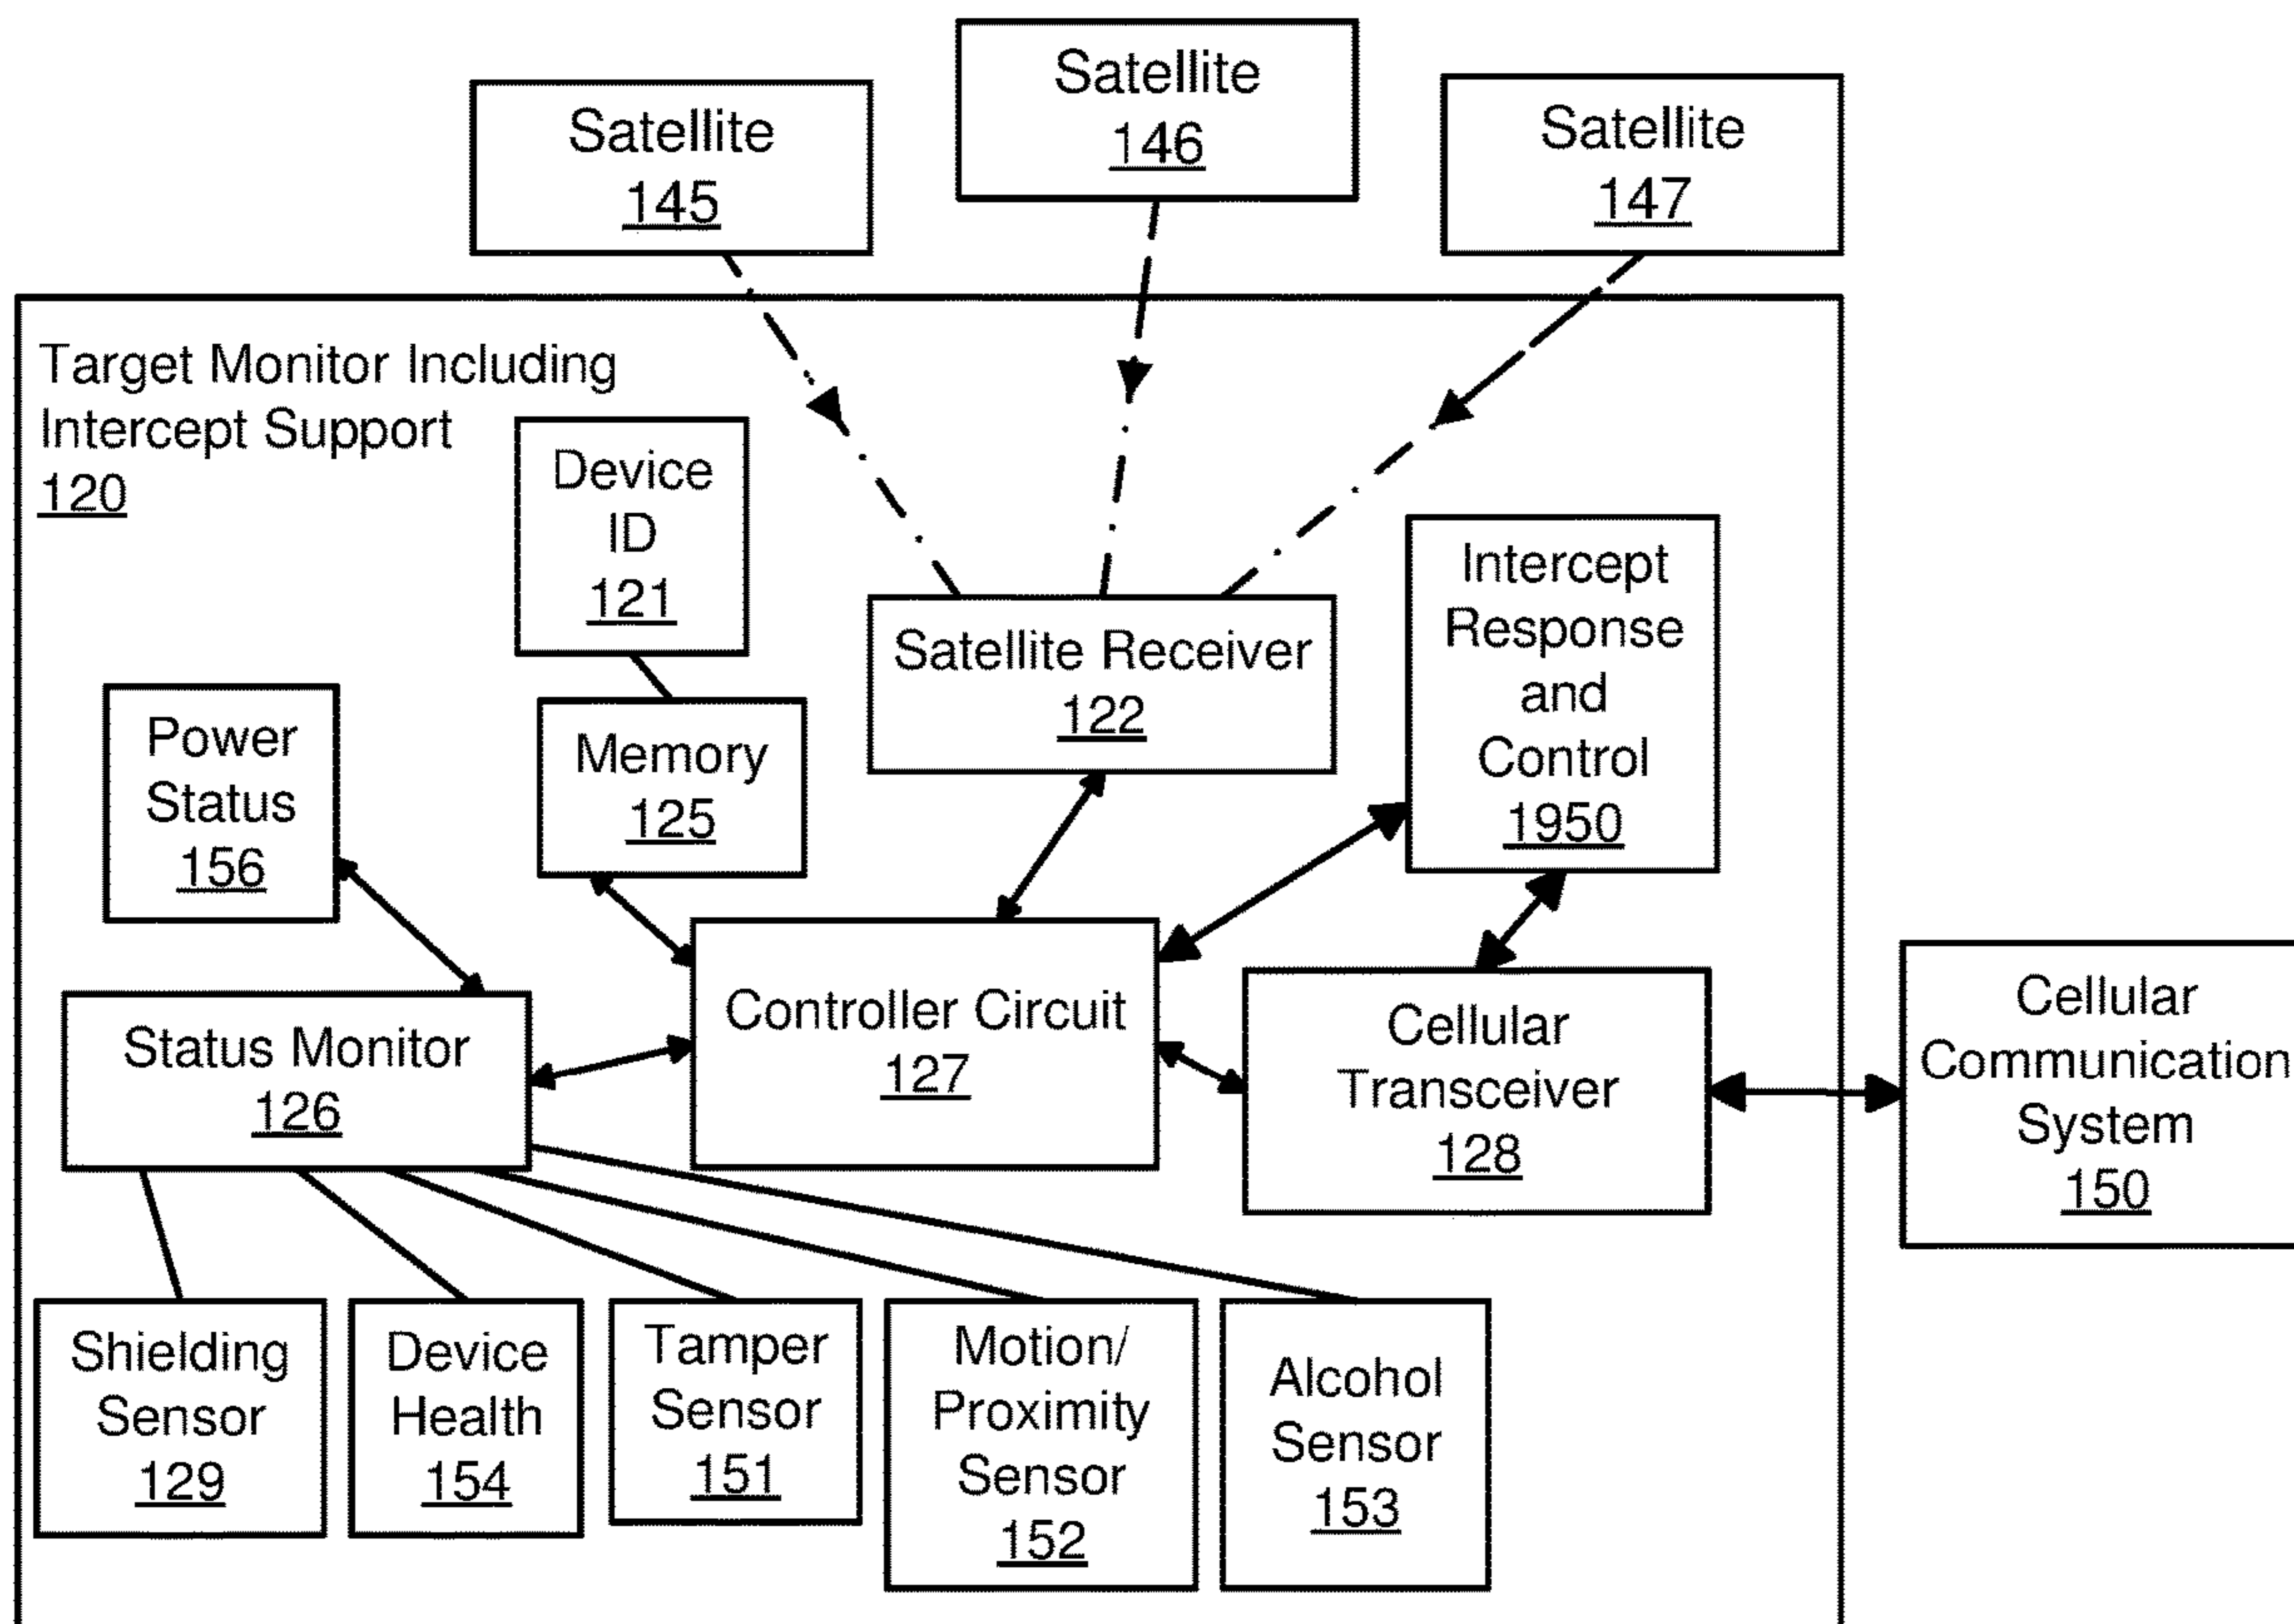 Satellite
145
Satellite
146
Satellite
147
Target Monitor Including
Intercept Support
120
Device
ID
121
Satellite Receiver
122
Intercept
Response
and
Control
1950
Power
Status
156
Memory
125
Status Monitor
126
Controller Circuit
127
Cellular
Transceiver
128
Cellular
Communication
System
150
Shielding
Sensor
129
Device
Health
154
Tamper
Sensor
151
Motion/
Proximity
Sensor
152
Alcohol
Sensor
153